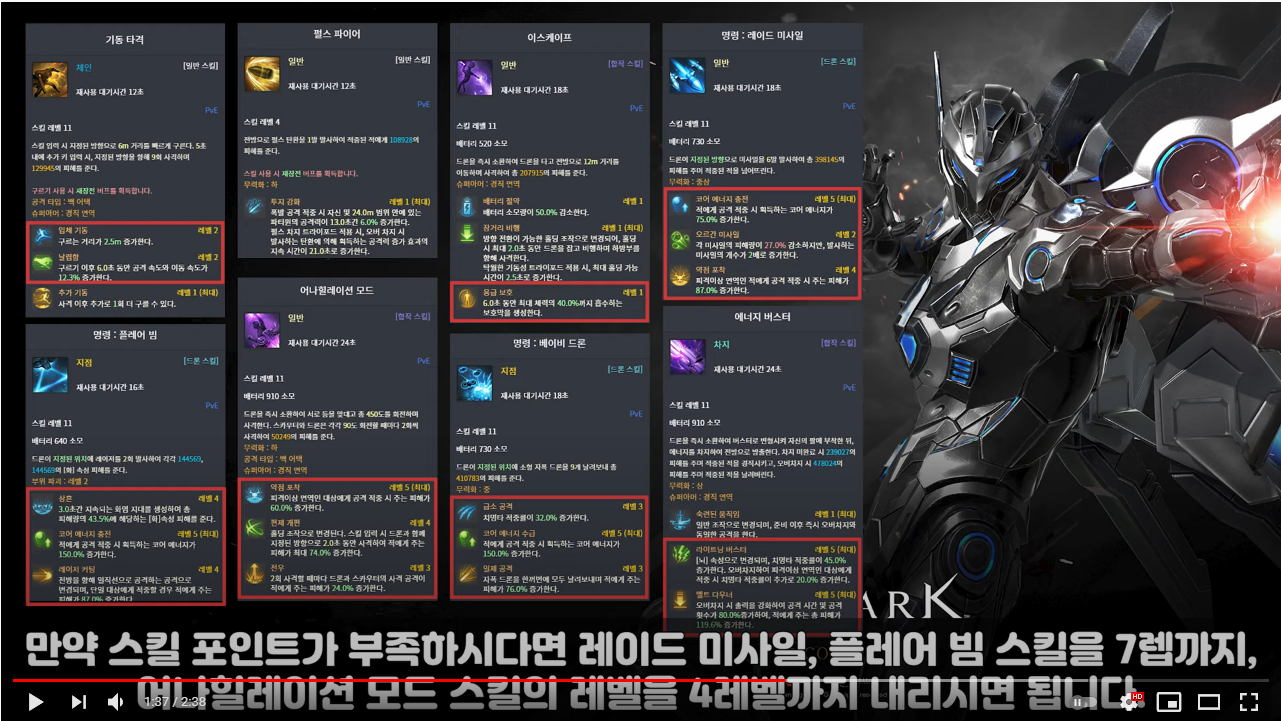 기동 타격
체인
[일반 스킬]
재사용 대기시간 12초
PvE
스킬 레벨 11
스킬 입력 시 지정된 방향으로 6m 거리를 빠르게 구른다. 5초
내에 추가 키 입력 시, 지정된 방향을 향해 9회 사격하며
129945의 피해를 준다.
구르기 사용 시 재장전 버프를 획득합니다.
공격 타입 : 백 어택
슈퍼아머 : 경직 면역
입체 기동
레벨 2
구르는 거리가 2.5m 증가한다.
날렵함
레벨 2
구르기 이후 6.0초 동안 공격 속도와 이동 속도가
12.3% 증가한다.
추가 기동
레벨 1 (최대)
사격 이후 추가로 1회 더 구를 수 있다.
명령 : 플레어 빔
지점
[드론 스킬]
재사용 대기시간 16초
PvE
스킬 레벨 11
배터리 640 소모
드론이 지정된 위치에 레이저를 2회 발사하여 각각 144569,
144569의 [화] 속성 피해를 준다.
부위 파괴 : 레벨 2
상흔
레벨 4
3.0초간 지속되는 화염 지대를 생성하여 총
피해량의 43.5%에 해당하는 [화]속성 피해를 준다.
코어 에너지 충전
레벨 5 (최대)
적에게 공격 적중 시 획득하는 코어 에너지가
150.0% 증가한다.
레이저 커팅
레벨 4
전방을 향해 일직선으로 공격하는 공격으로
변경되며, 단일 대상에게 적중할 경우 적에게 주는
피해가 87.0% 증가한다.
펄스 파이어
일반
[일반 스킬]
재사용 대기시간 12초
PvE
스킬 레벨 4
전방으로 펄스 탄환을 1발 발사하여 적중된 적에게 108928의
피해를 준다.
스킬 사용 시 재장전 버프를 획득합니다.
무력화 : 하
투지 강화
레벨 1 (최대)
폭발 공격 적중 시 자신 및 24.0m 범위 안에 있는
파티원의 공격력이 13.0초간 6.0% 증가한다.
펄스 차지 트라이포드 적용 시, 오버 차지 시
발사하는 탄환에 의해 획득하는 공격력 증가 효과의
지속 시간이 21.0초로 증가한다.
어나힐레이션 모드
일반
[합작 스킬]
재사용 대기시간 24초
PvE
스킬 레벨 11
배터리 910 소모
드론을 즉시 소환하여 서로 등을 맞대고 총 450도를 회전하며
사격한다. 스카우터와 드론은 각각 90도 회전할 때마다 2회씩
사격하여 50249의 피해를 준다.
무력화 : 하
공격 타입 : 백 어택
슈퍼아머 : 경직 면역
약점 포착
레벨 5 (최대)
피격이상 면역인 대상에게 공격 적중 시 주는 피해가
60.0% 증가한다.
전체 개편
레벨 4
홀딩 조작으로 변경된다. 스킬 입력 시 드론과 함께
지정된 방향으로 2.0초 동안 사격하여 적에게 주는
피해가 최대 74.0% 증가한다.
전우
레벨 3
2회 사격할 때마다 드론과 스카우터의 사격 공격이
적에게 주는 피해가 24.0% 증가한다.
이스케이프
일반
[합작 스킬]
재사용 대기시간 18초
PvE
스킬 레벨 11
배터리 520 소모
드론을 즉시 소환하여 드론을 타고 전방으로 12m 거리를
이동하며 사격하여 총 207915의 피해를 준다.
슈퍼아머 : 경직 면역
배터리 절약
레벨 1
배터리 소모량이 50.0% 감소한다.
장거리 비행
레벨 1 (최대)
방향 전환이 가능한 홀딩 조작으로 변경되어, 홀딩
시 최대 2.0초 동안 드론을 잡고 비행하며 하방부를
향해 사격한다.
탁월한 기동성 트라이포드 적용 시, 최대 홀딩 가능
시간이 2.5초로 증가한다.
응급 보호
레벨 1
6.0초 동안 최대 체력의 40.0%까지 흡수하는
보호막을 생성한다.
명령 : 베이비 드론
지점
[드론 스킬]
재사용 대기시간 18초
PvE
스킬 레벨 11
배터리 730 소모
드론이 지정된 위치에 소형 자폭 드론을 9개 날려보내 총
410783의 피해를 준다.
무력화 : 중
급소 공격
레벨 3
치명타 적중률이 32.0% 증가한다.
코어 에너지 수급
레벨 5 (최대)
적에게 공격 적중 시 획득하는 코어 에너지가
150.0% 증가한다.
일제 공격
레벨 3
자폭 드론을 한꺼번에 모두 날려보내며 적에게 주는
피해가 76.0% 증가한다.
명령 : 레이드 미사일
일반
[드론 스킬]
재사용 대기시간 18초
PvE
스킬 레벨 11
배터리 730 소모
드론이 지정된 방향으로 미사일을 6발 발사하여 총 398145의
피해를 주며 적중된 적을 넘어트린다.
무력화 : 중상
코어 에너지 충전
레벨 5 (최대)
적에게 공격 적중 시 획득하는 코어 에너지가
75.0% 증가한다.
오르간 미사일
레벨 2
각 미사일의 피해량이 27.0% 감소하지만, 발사하는
미사일의 개수가 2배로 증가한다.
약점 포착
레벨 4
피격이상 면역인 적에게 공격 적중 시 주는 피해가
87.0% 증가한다.
에너지 버스터
차지
[합작 스킬]
재사용 대기시간 24초
PvE
스킬 레벨 11
배터리 910 소모
드론을 즉시 소환하여 버스터로 변형시켜 자신의 팔에 부착한 뒤,
에너지를 차지하여 전방으로 방출한다. 차지 미완료 시 239027의
피해를 주며 적중된 적을 경직시키고, 오버차지 시 478024의
피해를 주며 적중된 적을 날려버린다.
무력화 : 상
슈퍼아머 : 경직 면역
숙련된 움직임
레벨 1 (최대)
일반 조작으로 변경되며, 준비 이후 즉시 오버차지와
동일한 공격을 한다.
라이트닝 버스터
레벨 5 (최대)
[뇌] 속성으로 변경되며, 치명타 적중률이 45.0%
증가한다. 오버차지하여 피격이상 면역인 대상에게
적중 시 치명타 적중률이 추가로 20.0% 증가한다.
멜트 다우너
레벨 5 (최대)
오버차지 시 출력을 강화하여 공격 시간 및 공격
횟수가 80.0%증가하여, 적에게 주는 총 피해가
119.6% 증가한다.
ARK
만약 스킬 포인트가 부족하시다면 레이드 미사일, 플레어 빔 스킬을 7렙까지,
어나힐레이션 모드 스킬의 레벨을 4레벨까지 내리시면 됩니다.
1:37 / 2:38
HD